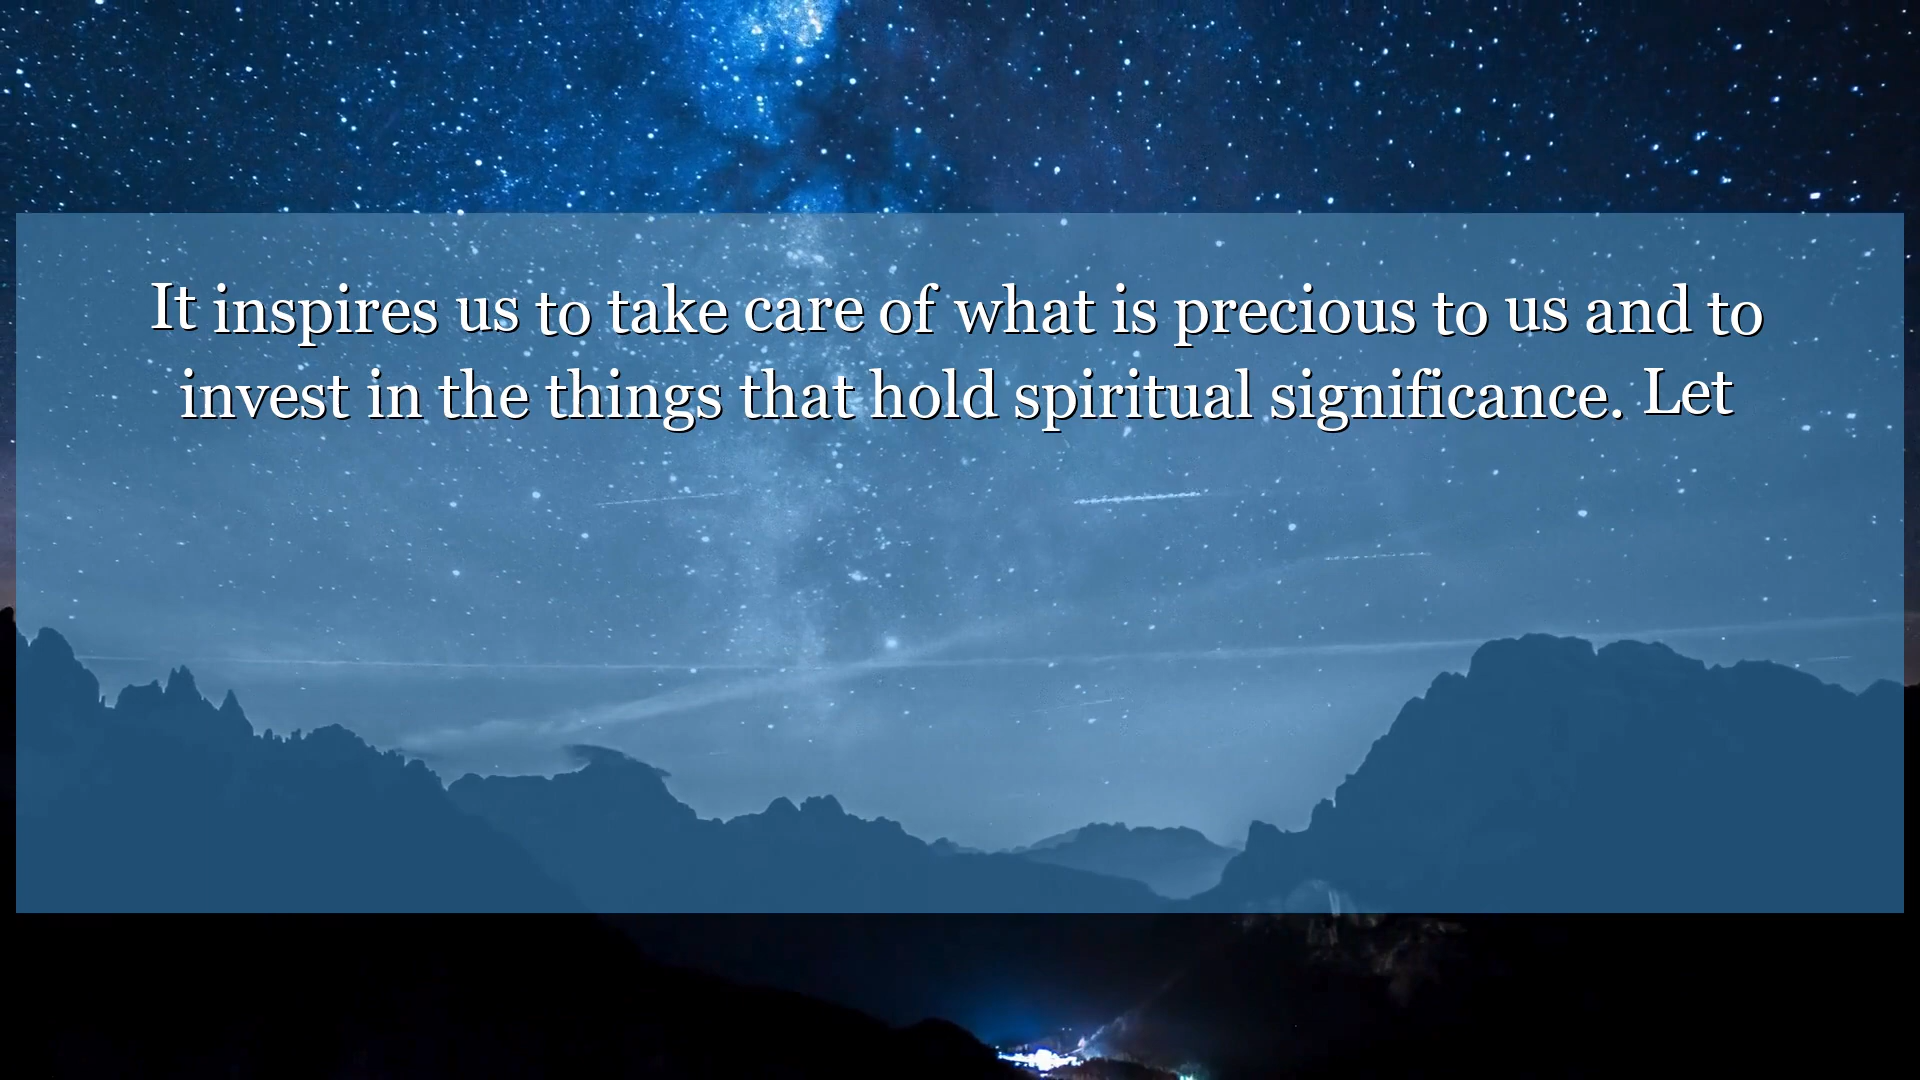 It inspires us to take care of what is precious to us and to
invest in the things that hold spiritual significance. Let